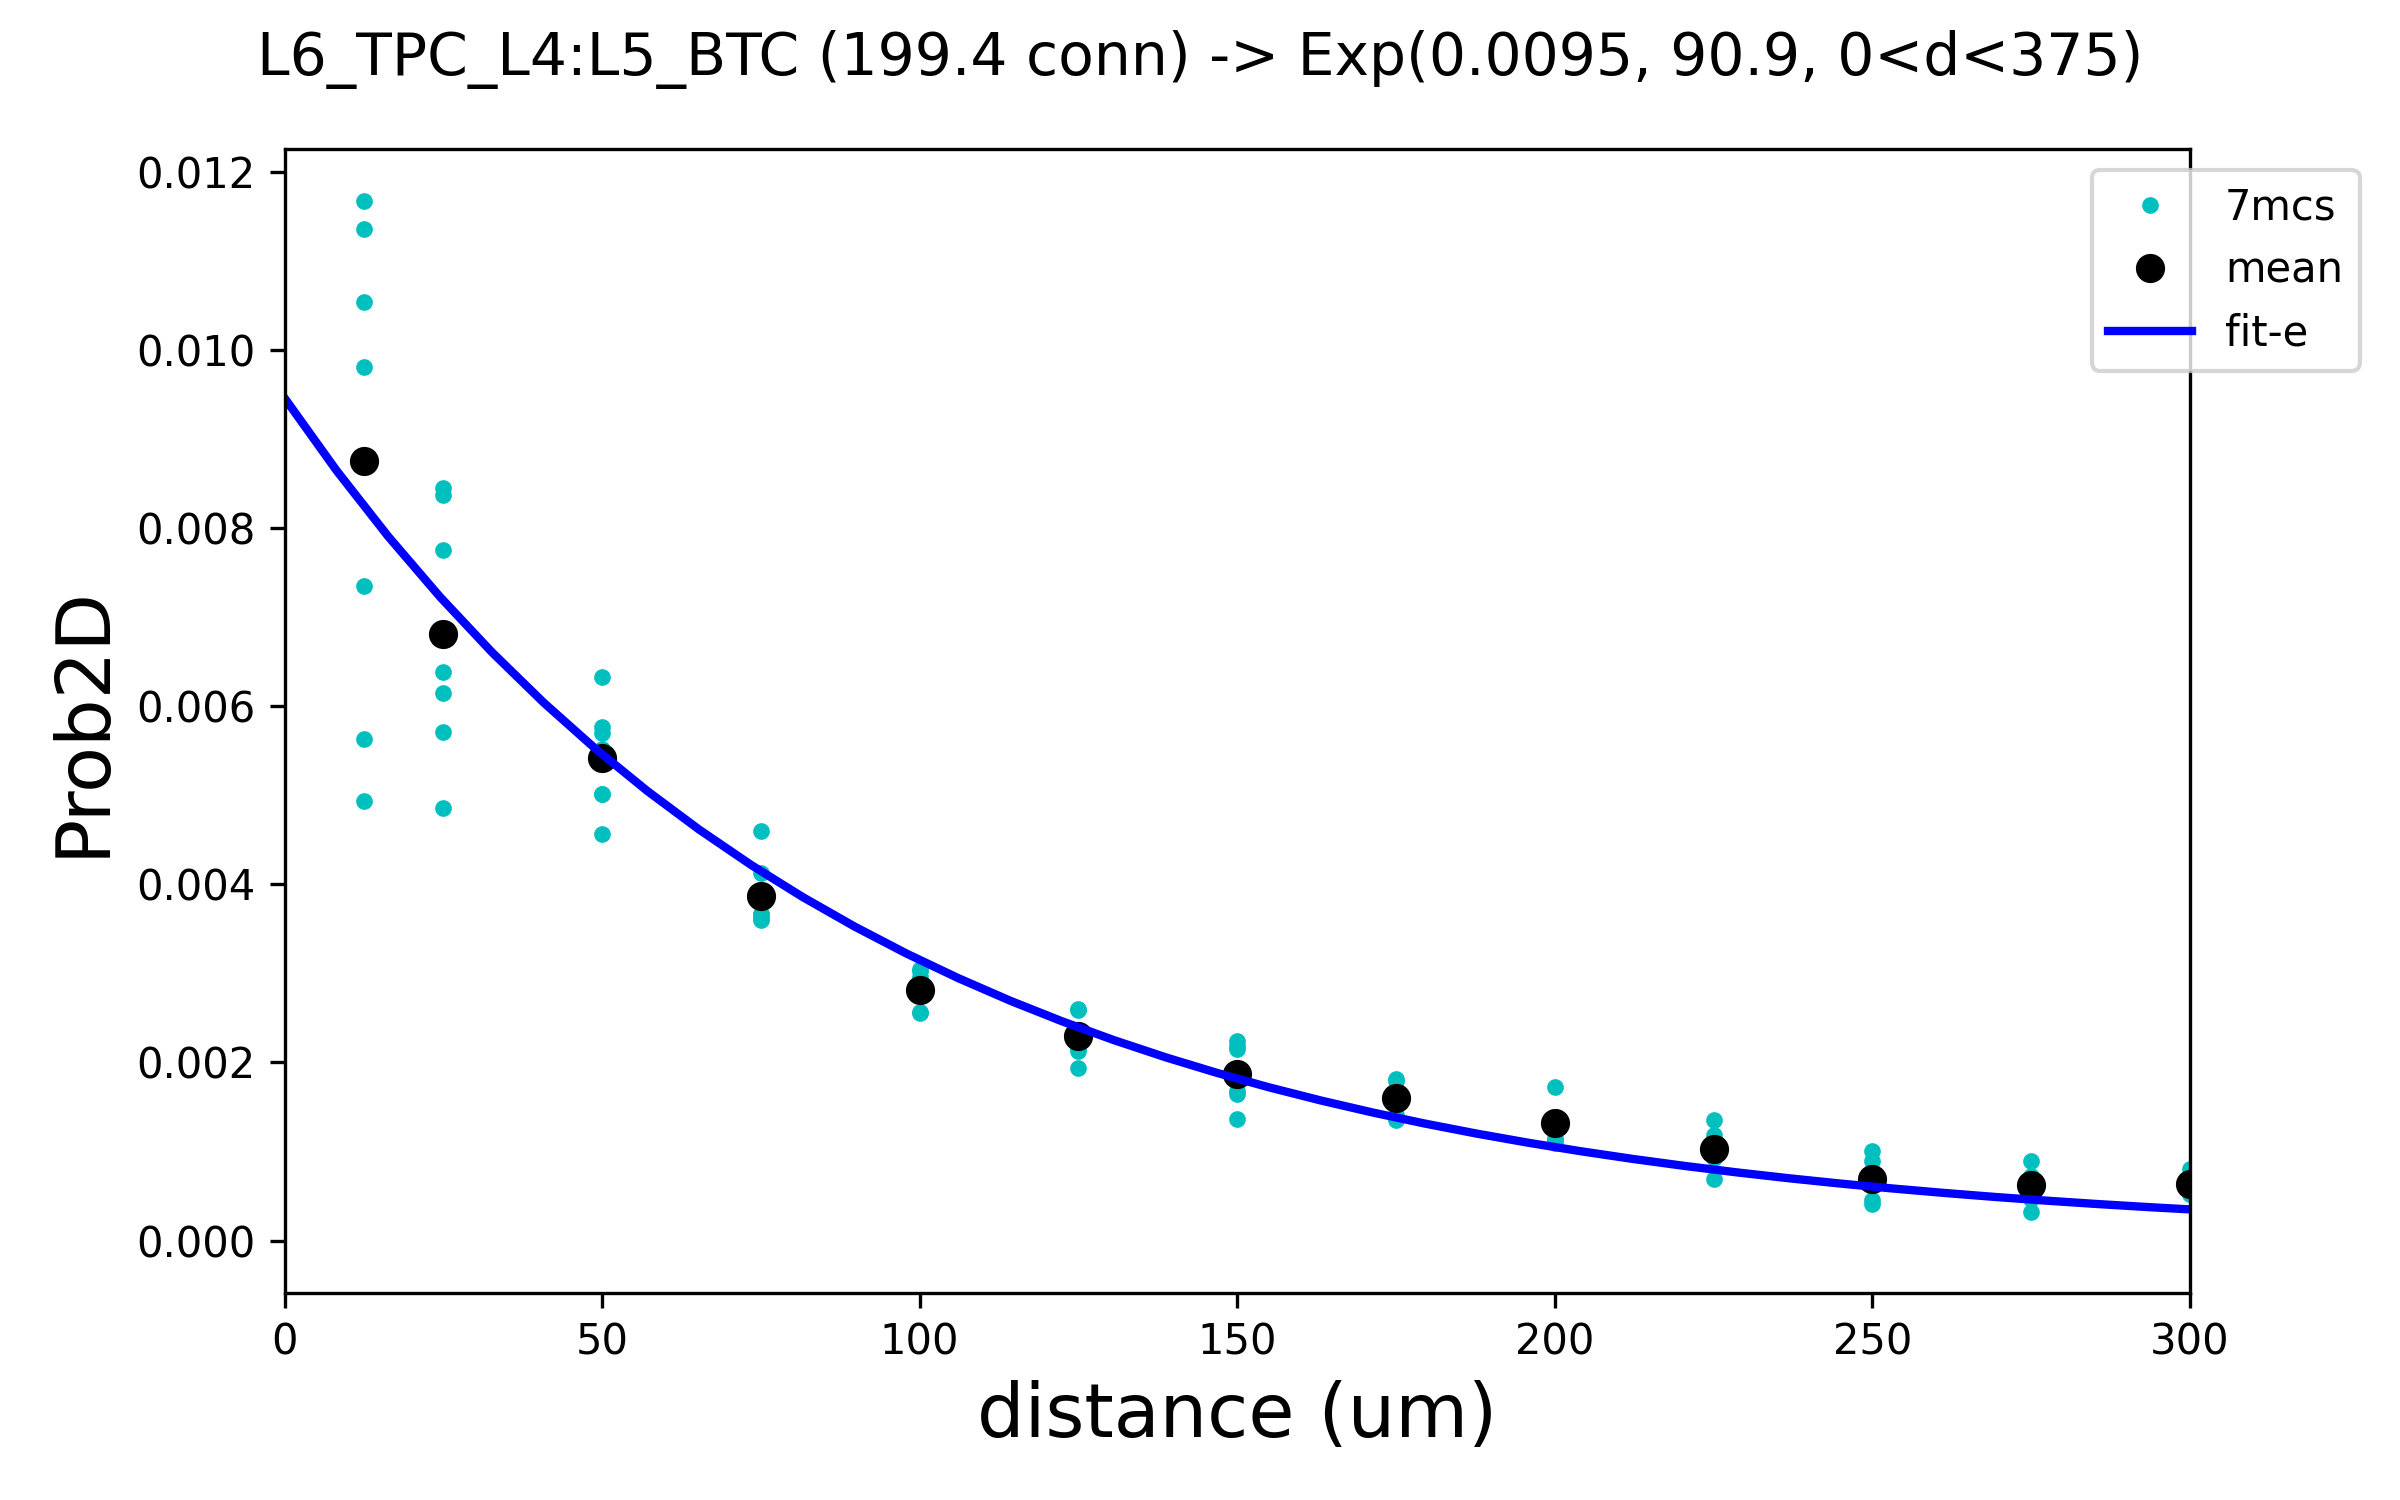 L6_TPC_L4:L5_BTC (199.4 conn) -> Exp(0.0095, 90.9, 0<d<375)
7mcs
mean
fit-e
Prob2D
0.012
0.010
0.008
0.006
0.004
0.002
0.000
0 50 100 150 200 250 300
distance (um)